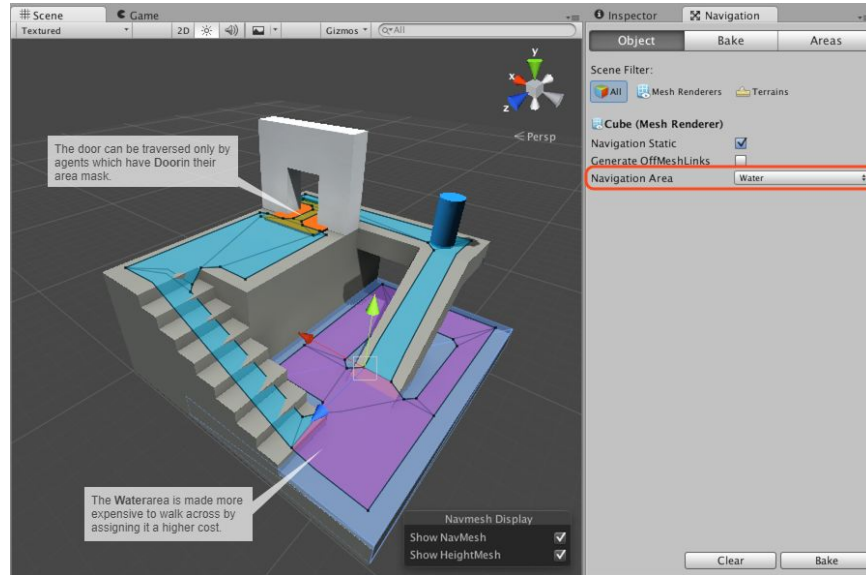 Scene
Game
Textured
2D
Gizmos
All
y
x
z
Persp
The door can be traversed only by
agents which have Doorin their
area mask.
The Waterarea is made more
expensive to walk across by
assigning it a higher cost.
Navmesh Display
Show NavMesh
Show HeightMesh
Inspector
Navigation
Object
Bake
Areas
Scene Filter:
All
Mesh Renderers
Terrains
Cube (Mesh Renderer)
Navigation Static
Generate OffMeshLinks
Navigation Area
Water
Clear
Bake